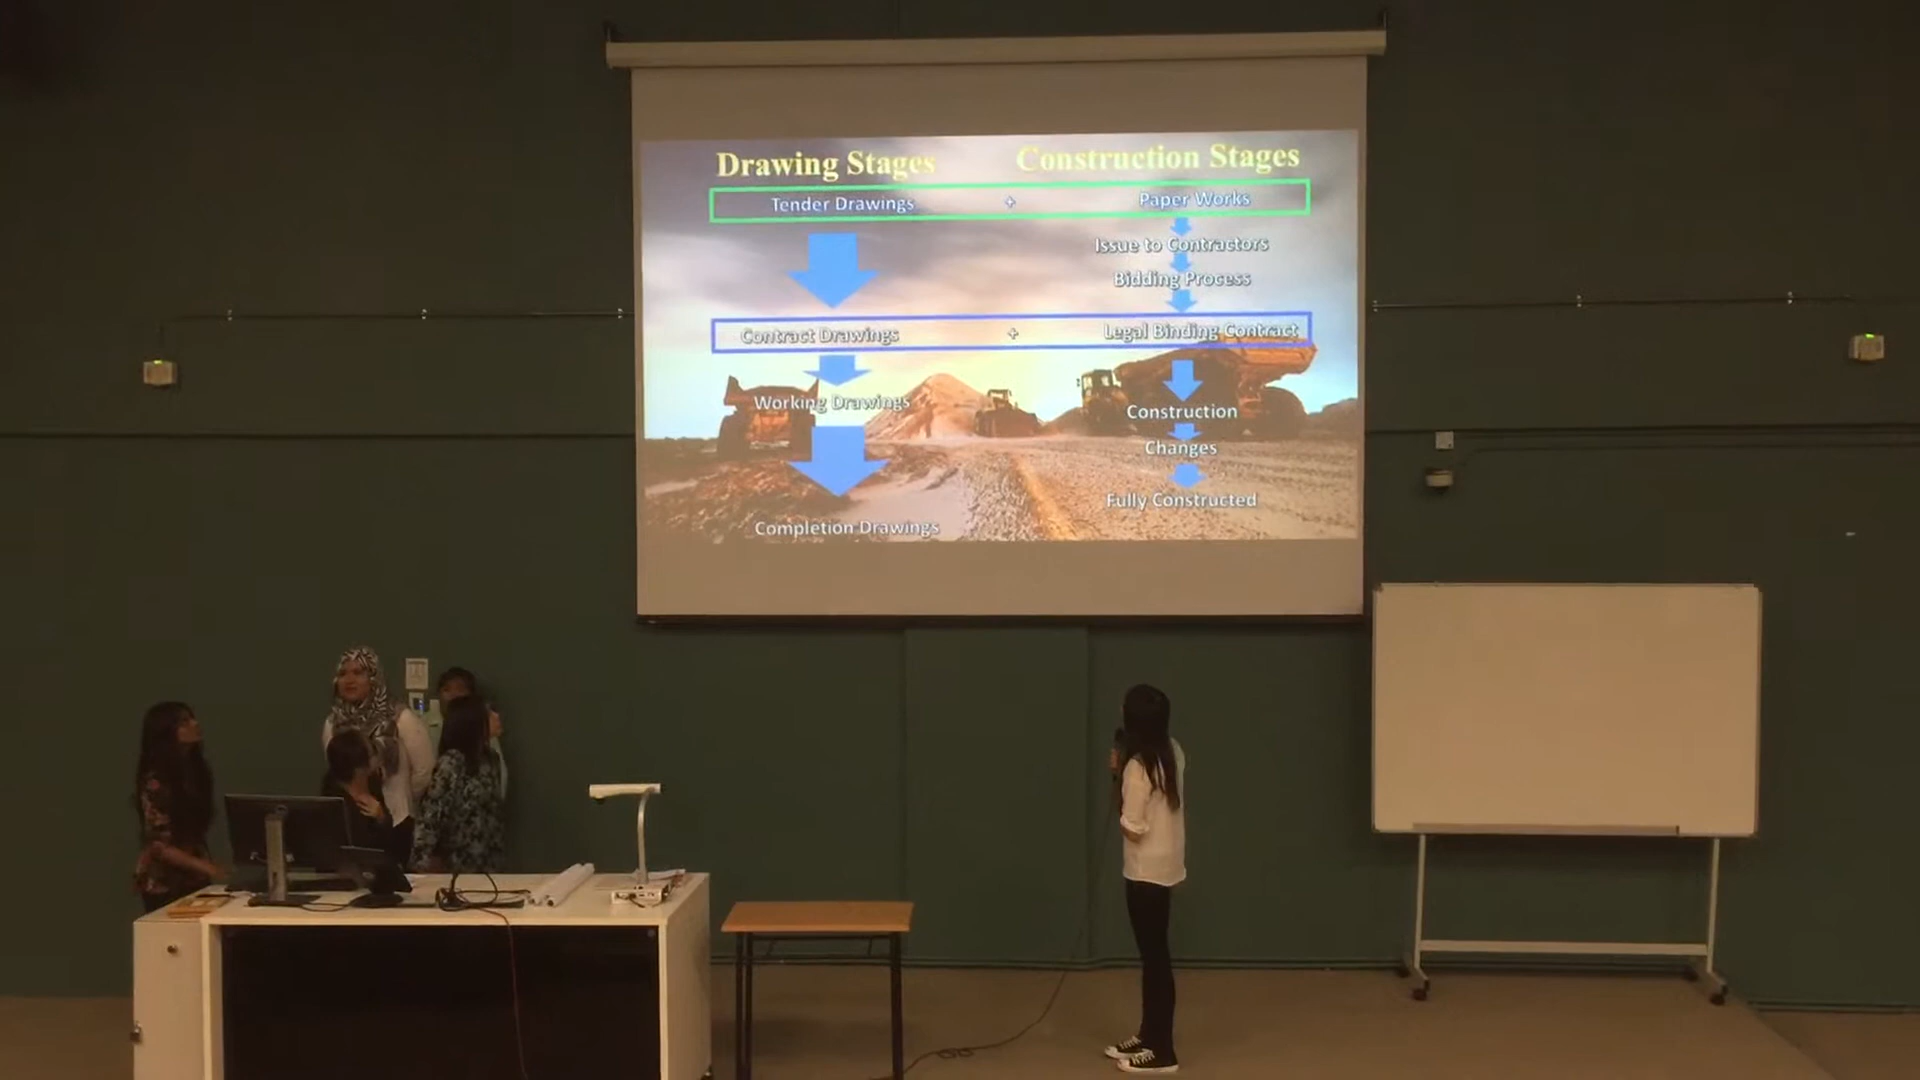 Drawing Stages Construction Stages
Tender Drawings + Paper Works
Issue to Contractors
Bidding Process
Contract Drawings + Legal Binding Contract
Working Drawings
Construction
Changes
Fully Constructed
Completion Drawings